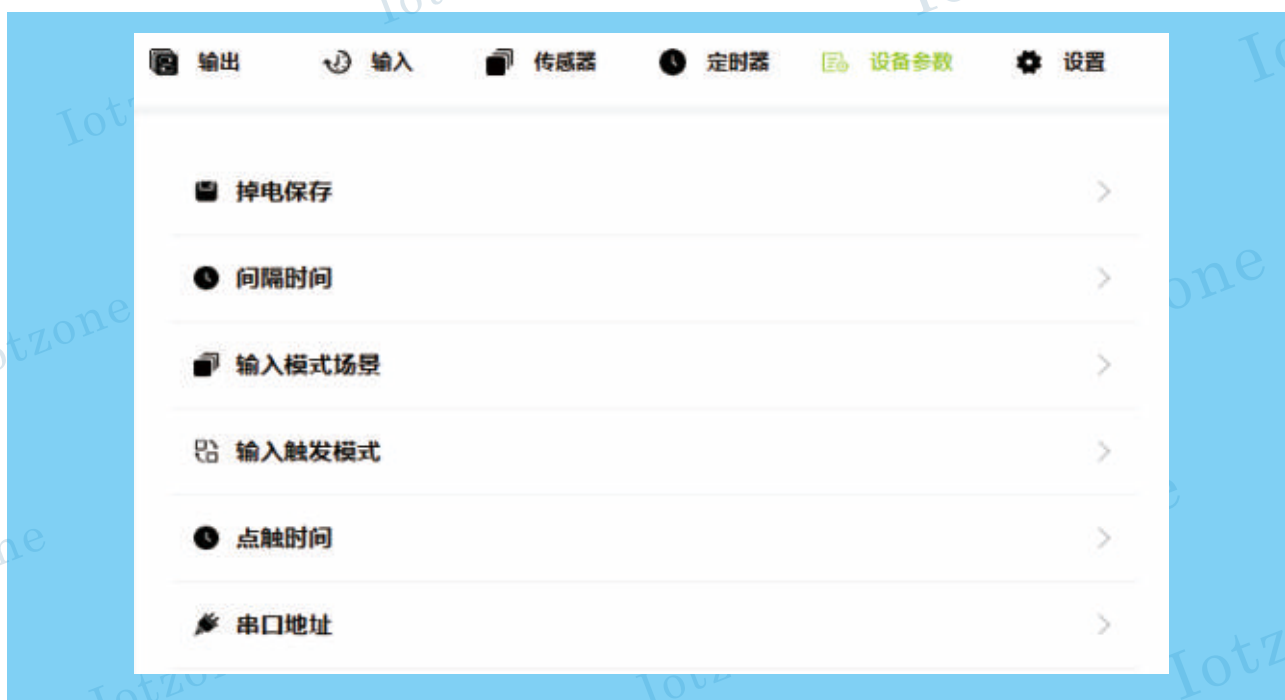 输出 输入 传感器 定时器 设备参数 设置
掉电保存
间隔时间
输入模式场景
输入触发模式
点触时间
串口地址